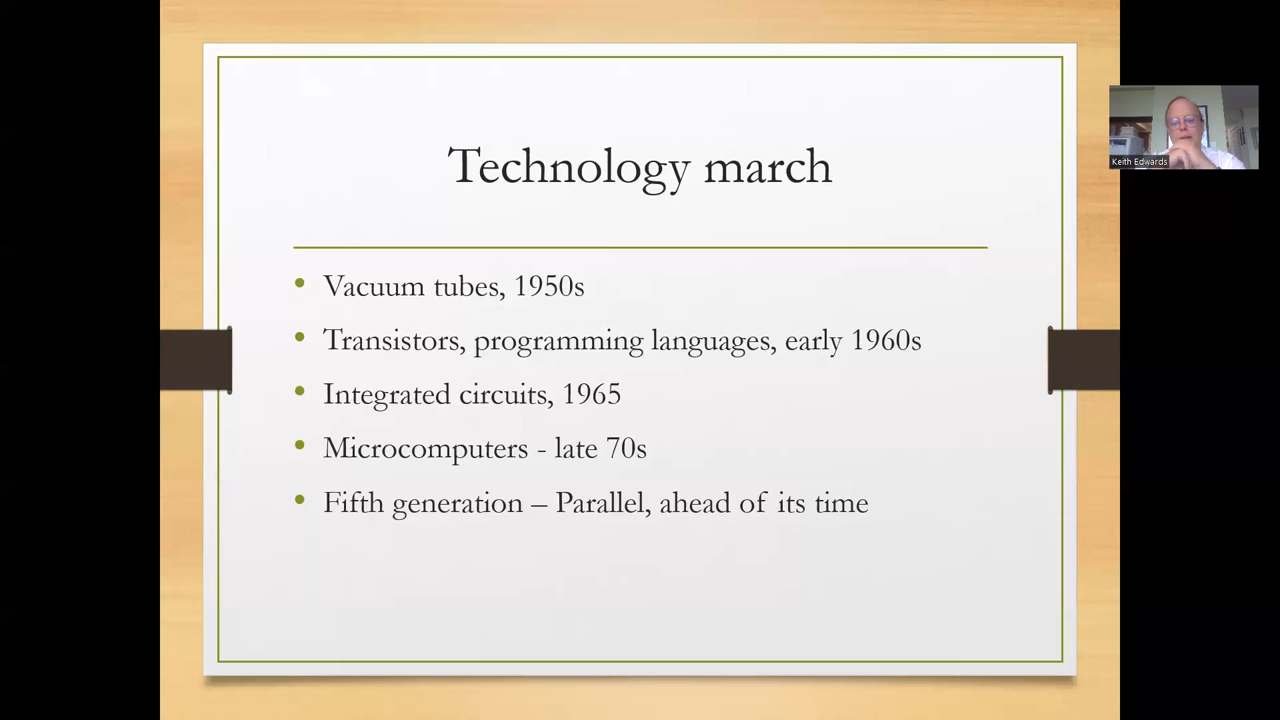 Technology march
• Vacuum tubes, 1950s
• Transistors, programming languages, early 1960s
• Integrated circuits, 1965
• Microcomputers - late 70s
• Fifth generation – Parallel, ahead of its time
Keith Edwards